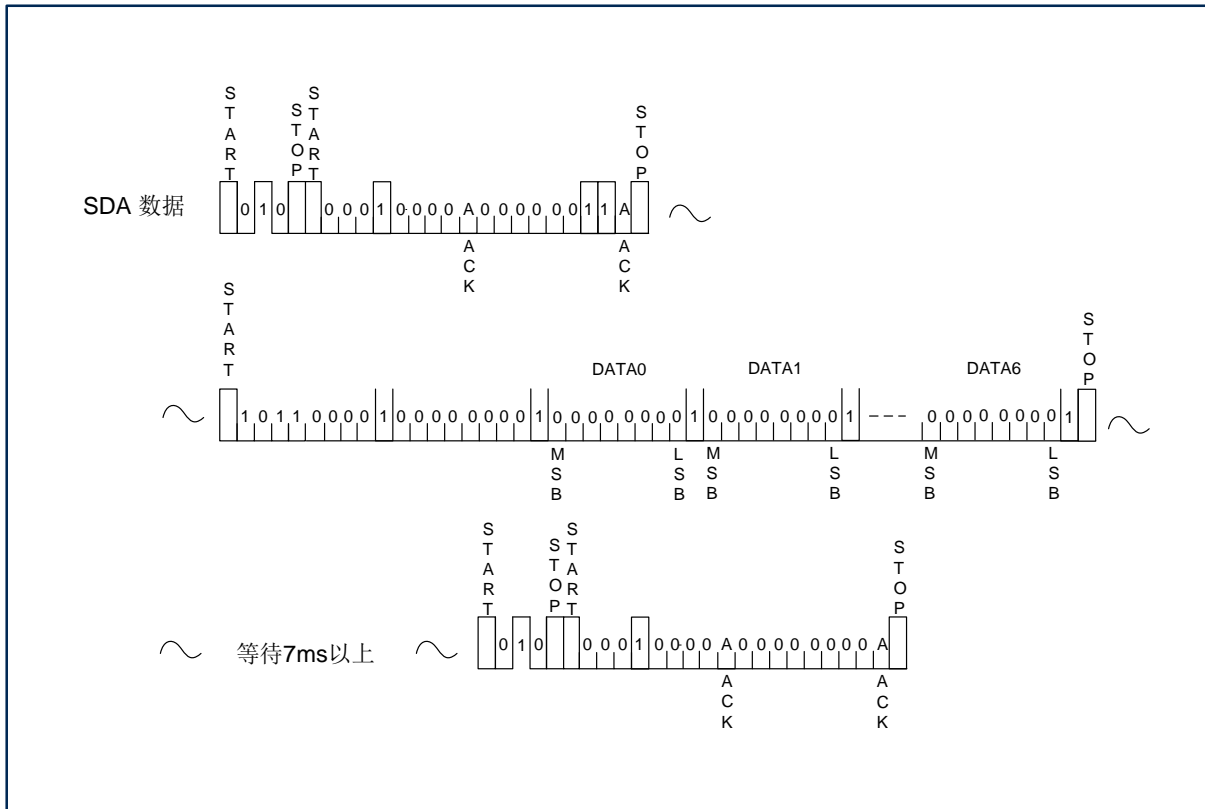 START STOP START STOP
SDA 数据 0 1 0 0 0 0 1 0 0 0 0 A 0 0 0 0 0 0 1 1 A
ACK ACK
START STOP
DATA0 DATA1 DATA6
1 0 1 1 0 0 0 0 1 0 0 0 0 0 0 0 0 1 0 0 0 0 0 0 0 0 1 0 0 0 0 0 0 0 0 1 --- 0 0 0 0 0 0 0 0 1
MSB LSB MSB LSB MSB LSB
START STOP START STOP
等待7ms以上 0 1 0 0 0 0 1 0 0 0 0 A 0 0 0 0 0 0 0 0 A
ACK ACK